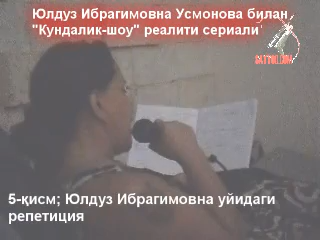 Юлдуз Ибрагимовна Усмонова билан
"Кундалик-шоу" реалити сериали
5-қисм; Юлдуз Ибрагимовна уйидаги
репетиция